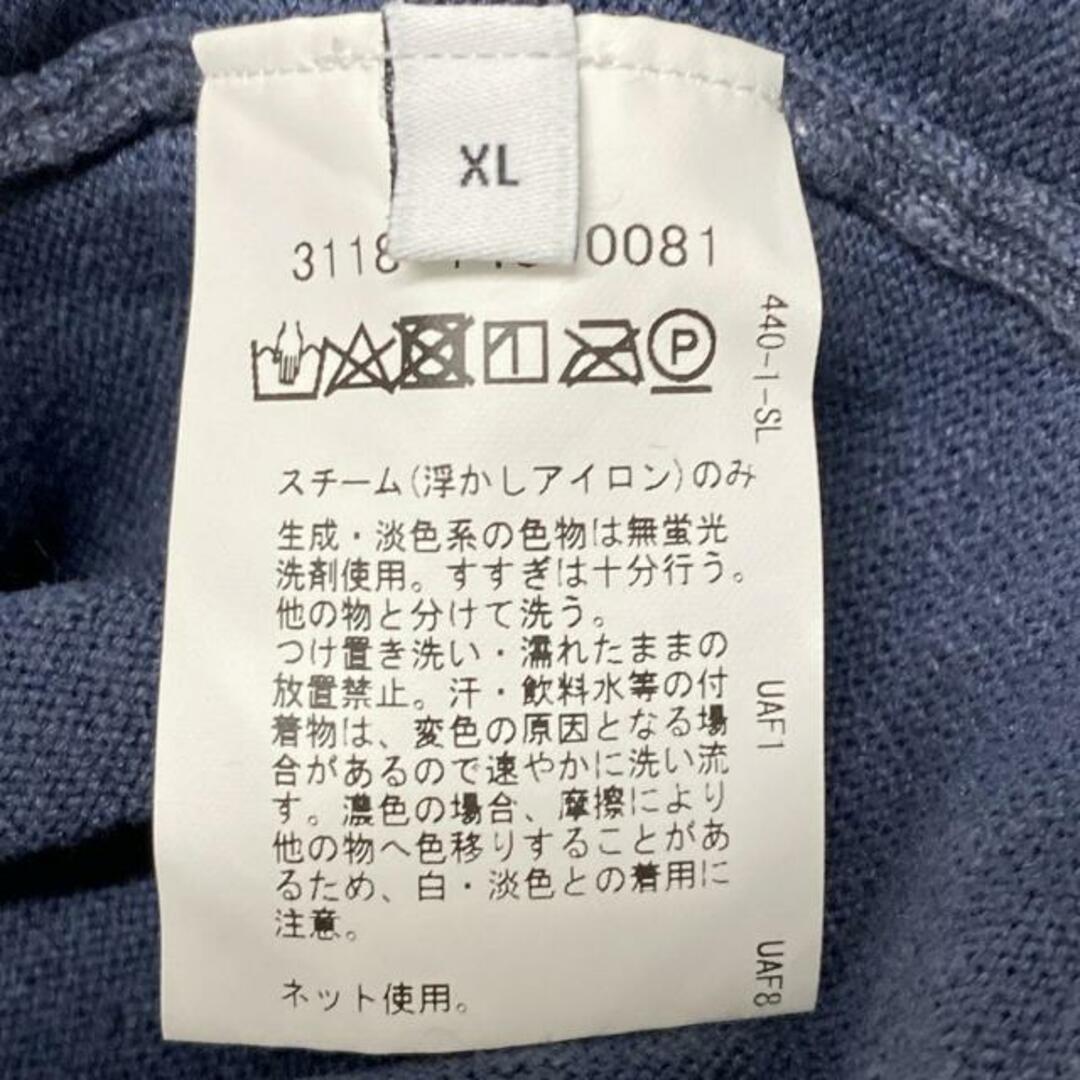 XL
3118
0081
P
スチーム(浮かしアイロン)のみ
生成・淡色系の色物は無蛍光
洗剤使用。すすぎは十分行う。
他の物と分けて洗う。
つけ置き洗い・濡れたままの
放置禁止。汗・飲料水等の付
着物は、変色の原因となる場
合があるので速やかに洗い流
す。濃色の場合、摩擦により
他の物へ色移りすることがあ
るため、白・淡色との着用に
注意。
ネット使用。
440-1-SL
UAF1
UAF8